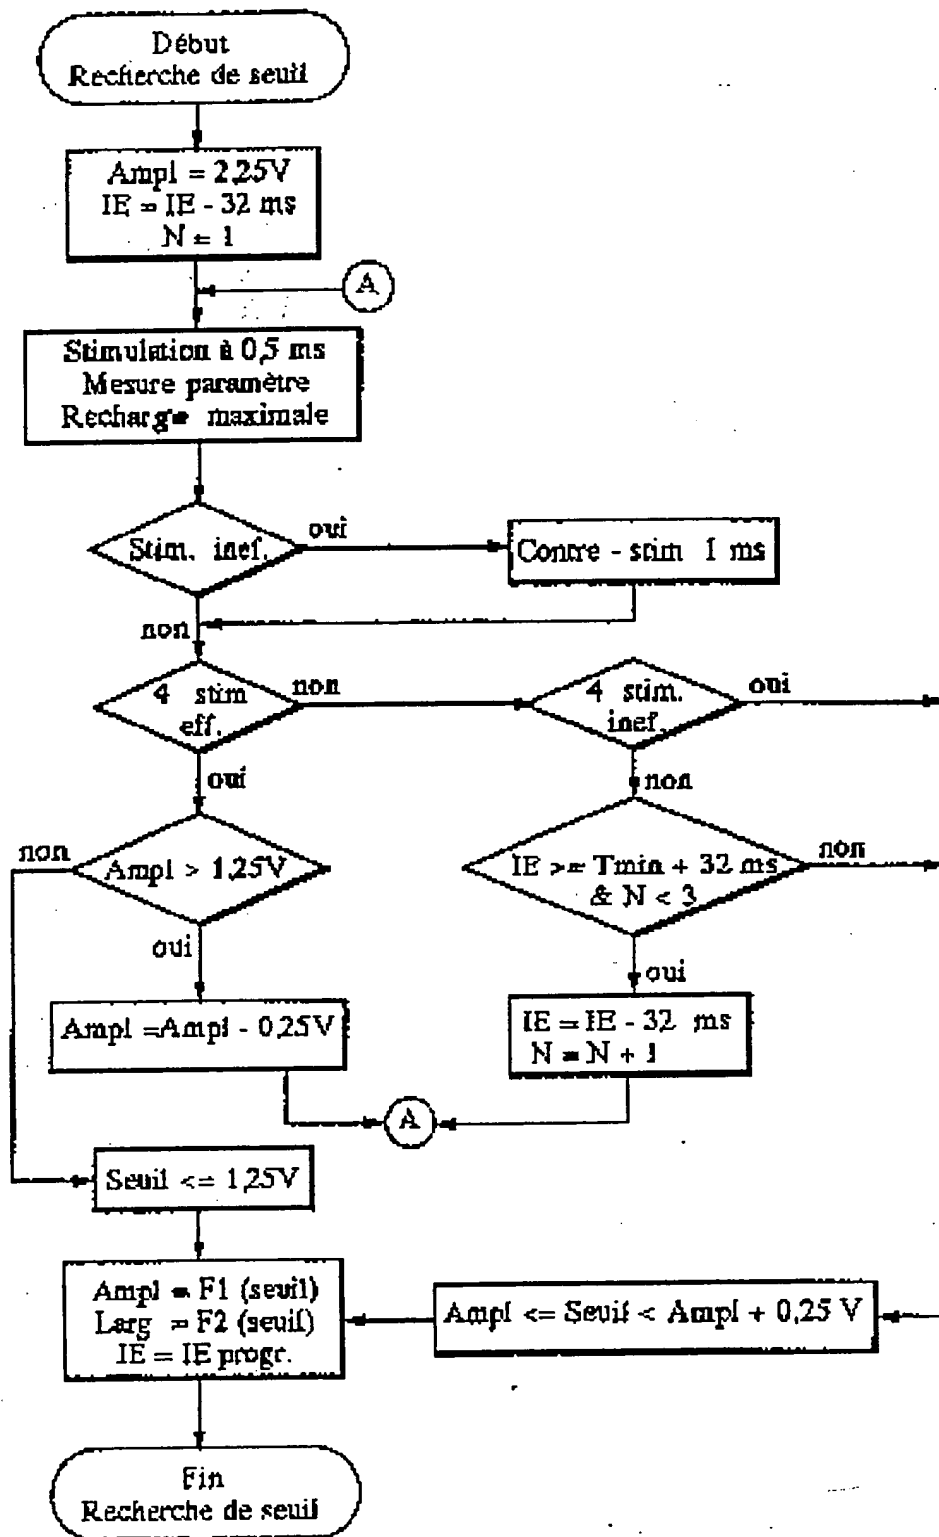 Début
Recherche de seuil
Ampl = 2,25V
IE = IE - 32 ms
N = 1
A
Stimulation à 0,5 ms
Mesure paramètre
Recharge maximale
Stim. inef.
oui
Contre - stim 1 ms
non
4 stim
eff.
non
4 stim.
inef.
oui
oui
non
non
Ampl > 1,25V
IE >= Tmin + 32 ms
& N < 3
non
oui
oui
Ampl =Ampl - 0,25V
IE = IE - 32 ms
N = N + 1
A
Seuil <= 1,25V
Ampl = F1 (seuil)
Larg = F2 (seuil)
IE = IE progr.
Ampl <= Seuil < Ampl + 0,25 V
Fin
Recherche de seuil